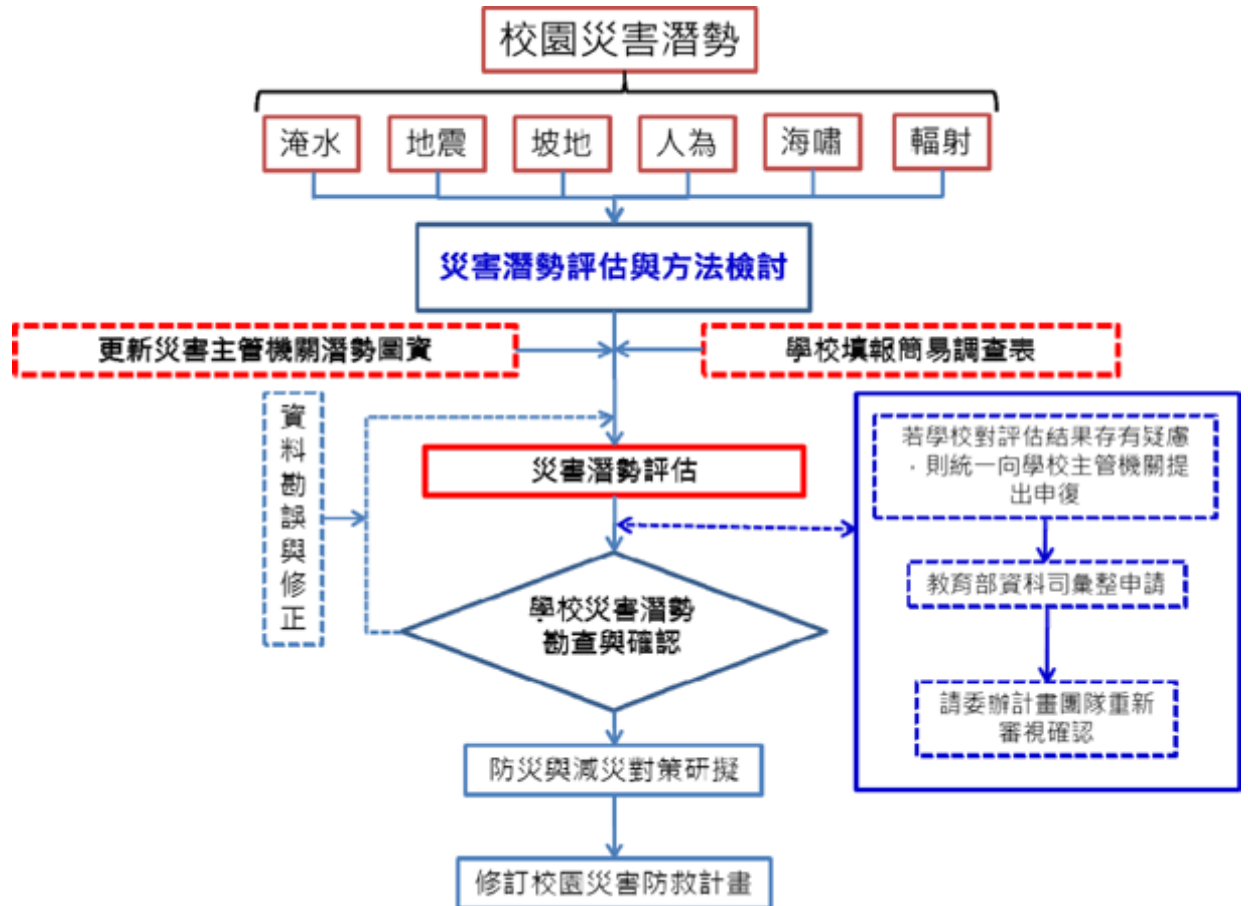 校園災害潛勢
淹水
地震
坡地
人為
海嘯
輻射
災害潛勢評估與方法檢討
更新災害主管機關潛勢圖資
學校填報簡易調查表
資料勘誤與修正
災害潛勢評估
若學校對評估結果存有疑慮
，則統一向學校主管機關提
出申復
教育部資科司彙整申請
學校災害潛勢
勘查與確認
請委辦計畫團隊重新
審視確認
防災與減災對策研擬
修訂校園災害防救計畫